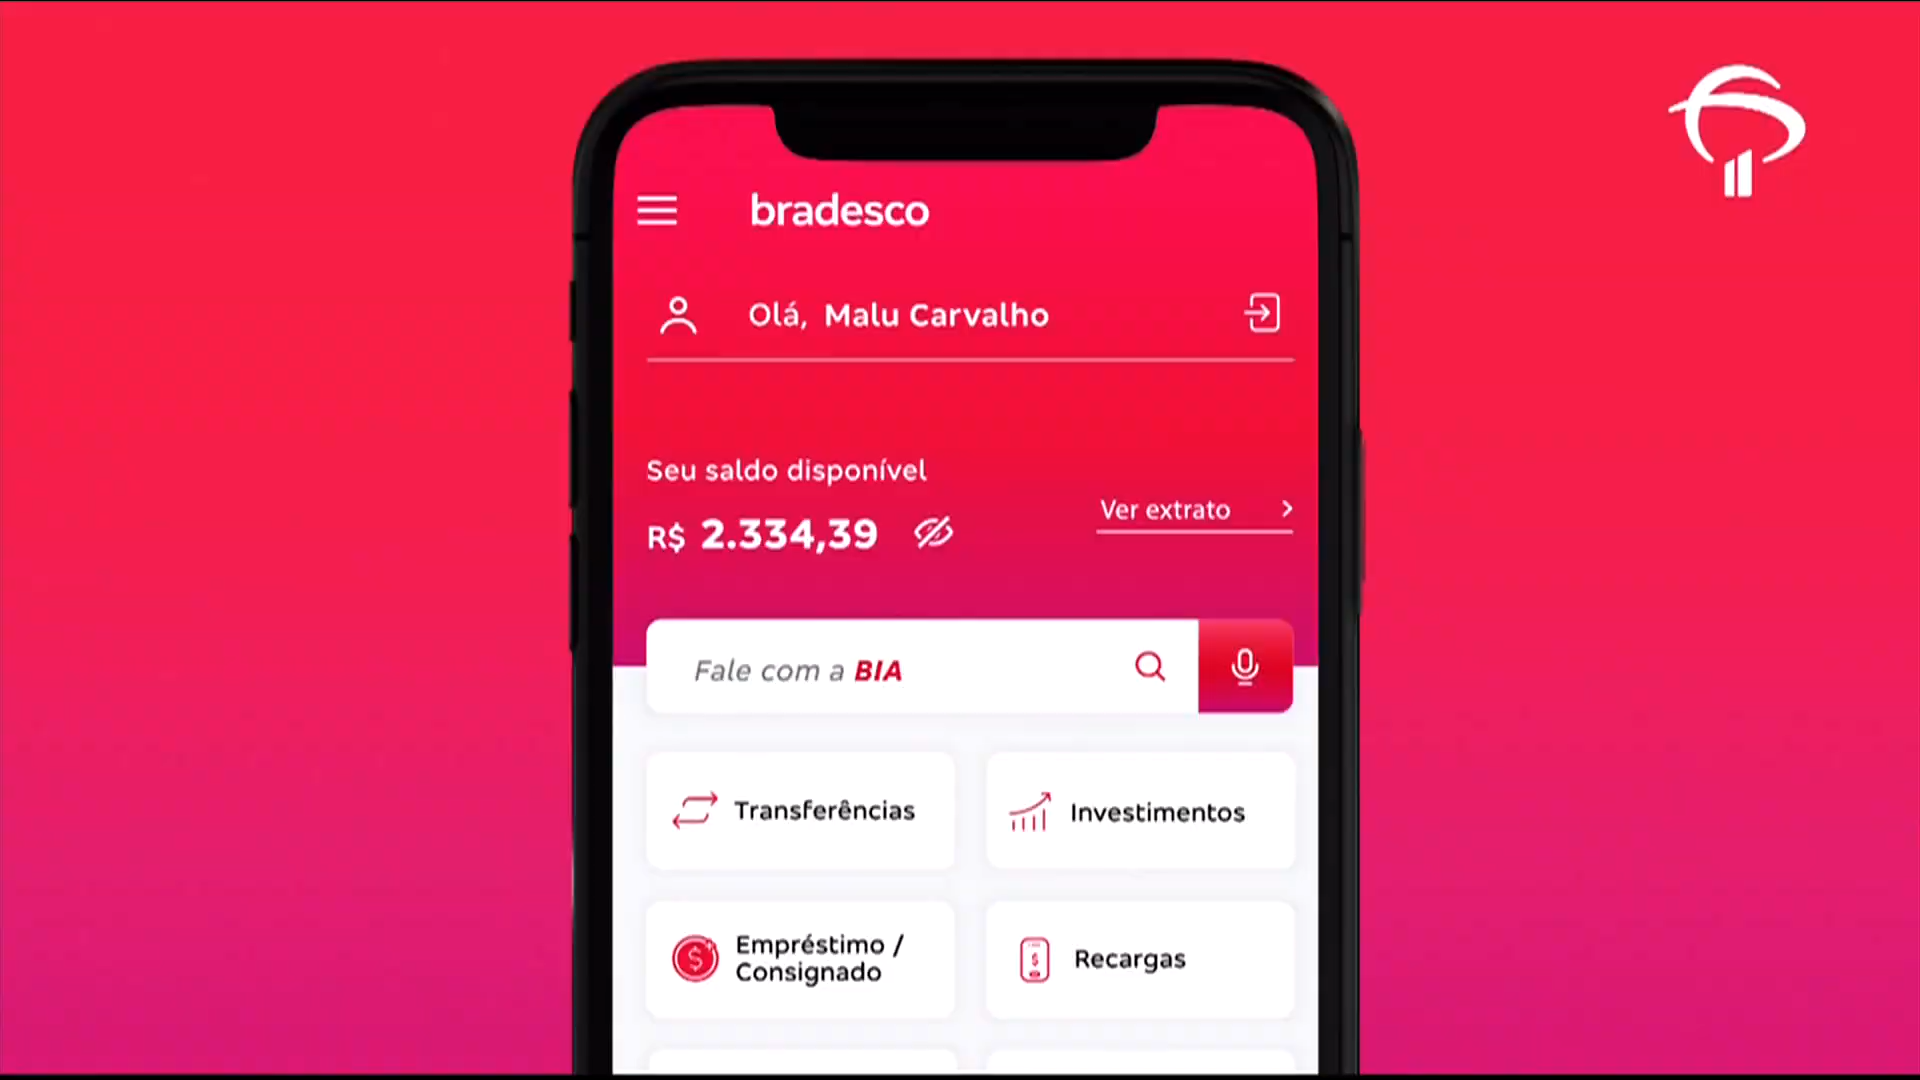 bradesco
Olá, Malu Carvalho
Seu saldo disponível
R$ 2.334,39
Ver extrato
Fale com a BIA
Transferências
Investimentos
Empréstimo /
Consignado
Recargas